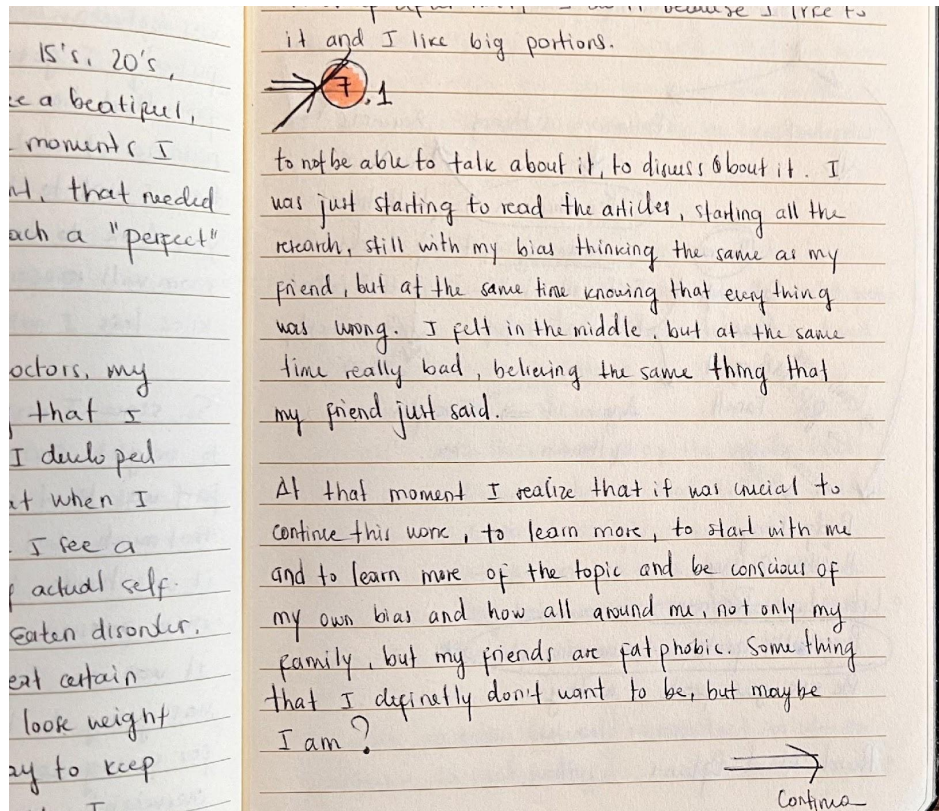 15's, 20's,
a beatiful,
moments I
that needed
a "perfect"
my
that I
I
when I
I see a
actual self.
Eaten disorder.
certain
loose weight
to keep
because I like to
it and I like big portions.
7.1
to not be able to talk about it, to discuss about it. I
was just starting to read the articles, starting all the
research, still with my bias thinking the same as my
friend, but at the same time knowing that everything
was wrong. I felt in the middle, but at the same
time really bad, believing the same thing that
my friend just said.
At that moment I realize that it was crucial to
continue this work, to learn more, to start with me
and to learn more of the topic and be conscious of
my own bias and how all around me not only my
family, but my friends are fatphobic. Something
that I definetly don't want to be, but maybe
I am?
Continua